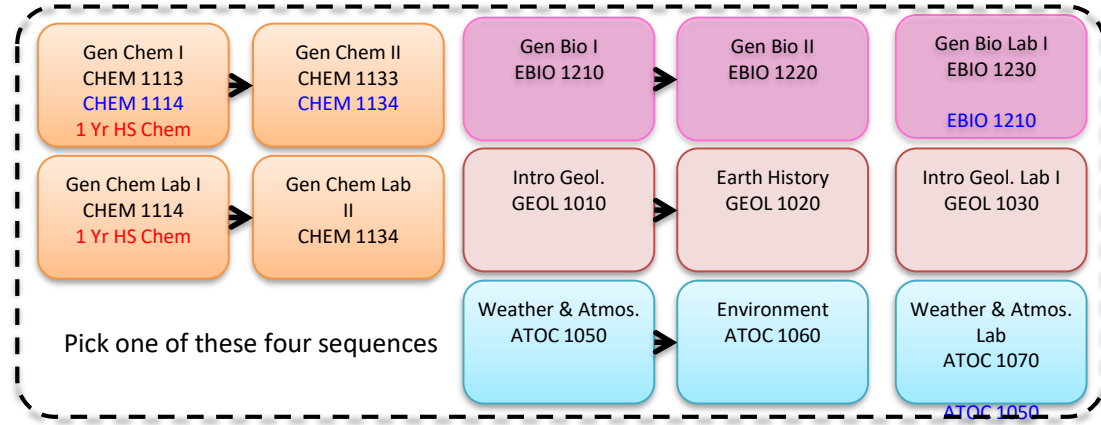 Gen Chem I
CHEM 1113
CHEM 1114
1 Yr HS Chem
Gen Chem II
CHEM 1133
CHEM 1134
Gen Bio I
EBIO 1210
Gen Bio II
EBIO 1220
Gen Bio Lab I
EBIO 1230
EBIO 1210
Gen Chem Lab I
CHEM 1114
1 Yr HS Chem
Gen Chem Lab
II
CHEM 1134
Intro Geol.
GEOL 1010
Earth History
GEOL 1020
Intro Geol. Lab I
GEOL 1030
Pick one of these four sequences
Weather & Atmos.
ATOC 1050
Environment
ATOC 1060
Weather & Atmos.
Lab
ATOC 1070
ATOC 1050